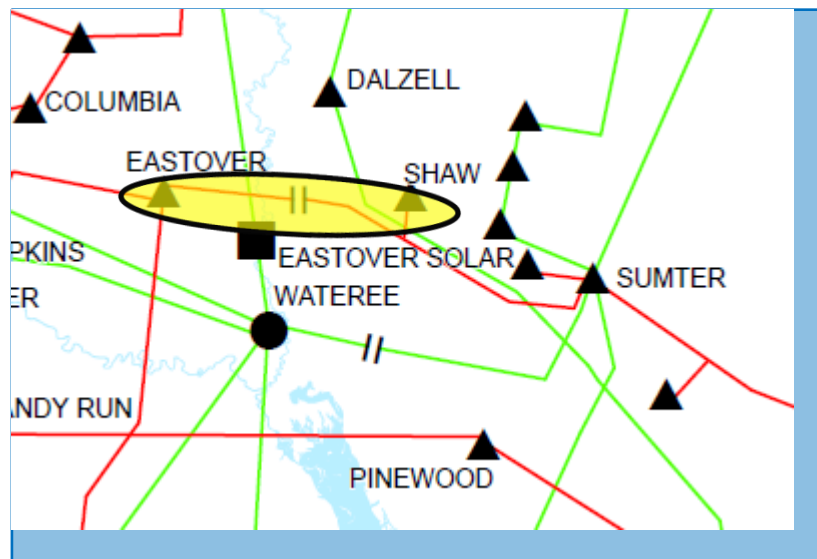 DALZELL
COLUMBIA
EASTOVER
SHAW
PKINS
EASTOVER SOLAR
SUMTER
ER
WATEREE
ANDY RUN
PINEWOOD